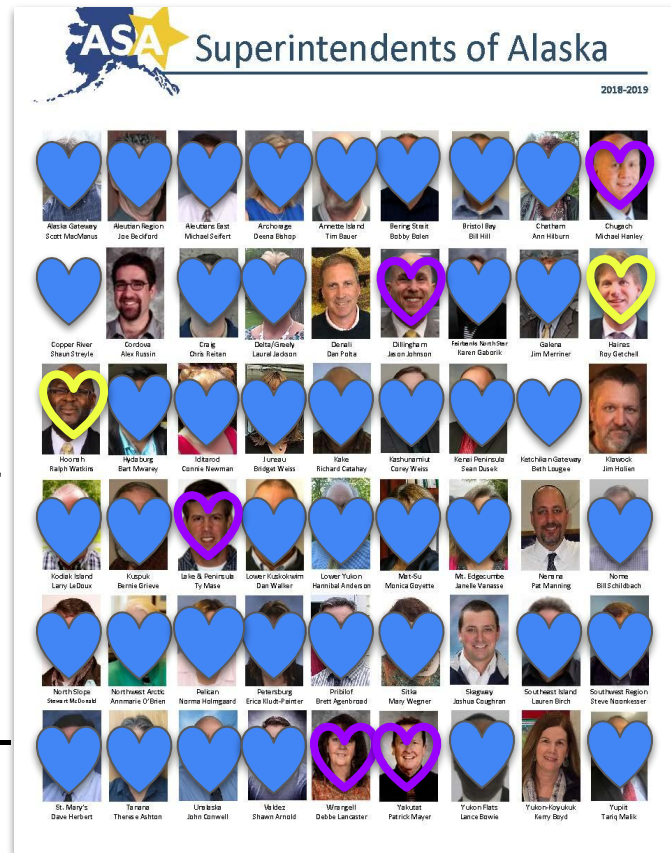 ASA Superintendents of Alaska
2018-2019
Alaska Gateway Aleutian Region Aleutians East Anchorage Annette Island Bering Strait Bristol Bay Chatham Chugach
Scott MacManus Joe Beckford Michael Seifert Deena Bishop Tim Bauer Bobby Bolen Bill Hill Ann Hilburn Michael Hanley
Copper River Cordova Craig Delta/Greely Denali Dillingham Fairbanks North Star Galena Haines
Shaun Streyle Alex Russin Chris Reitan Laural Jackson Dan Polta Jason Johnson Karen Gaborik Jim Merriner Roy Getchell
Hoonah Hydaburg Iditarod Juneau Kake Kashunamiut Kenai Peninsula Ketchikan Gateway Klawock
Ralph Watkins Bart Mwarey Connie Newman Bridget Weiss Richard Catahay Corey Weiss Sean Dusek Beth Lougee Jim Holien
Kodiak Island Kuspuk Lake & Peninsula Lower Kuskokwim Lower Yukon Mat-Su Mt. Edgecumbe Nenana Nome
Larry LeDoux Bernie Grieve Ty Mase Dan Walker Hannibal Anderson Monica Goyette Janelle Vanasse Pat Manning Bill Schildbach
North Slope Northwest Arctic Pelican Petersburg Pribilof Sitka Skagway Southeast Island Southwest Region
Stewart McDonald Annmarie O'Brien Norma Holmgaard Erica Kludt-Painter Brett Agenbroad Mary Wegner Joshua Coughran Lauren Birch Steve Noonkesser
St. Mary's Tanana Unalaska Valdez Wrangell Yakutat Yukon Flats Yukon-Koyukuk Yupiit
Dave Herbert Therese Ashton John Conwell Shawn Arnold Debbe Lancaster Patrick Mayer Lance Bowie Kerry Boyd Tariq Malik